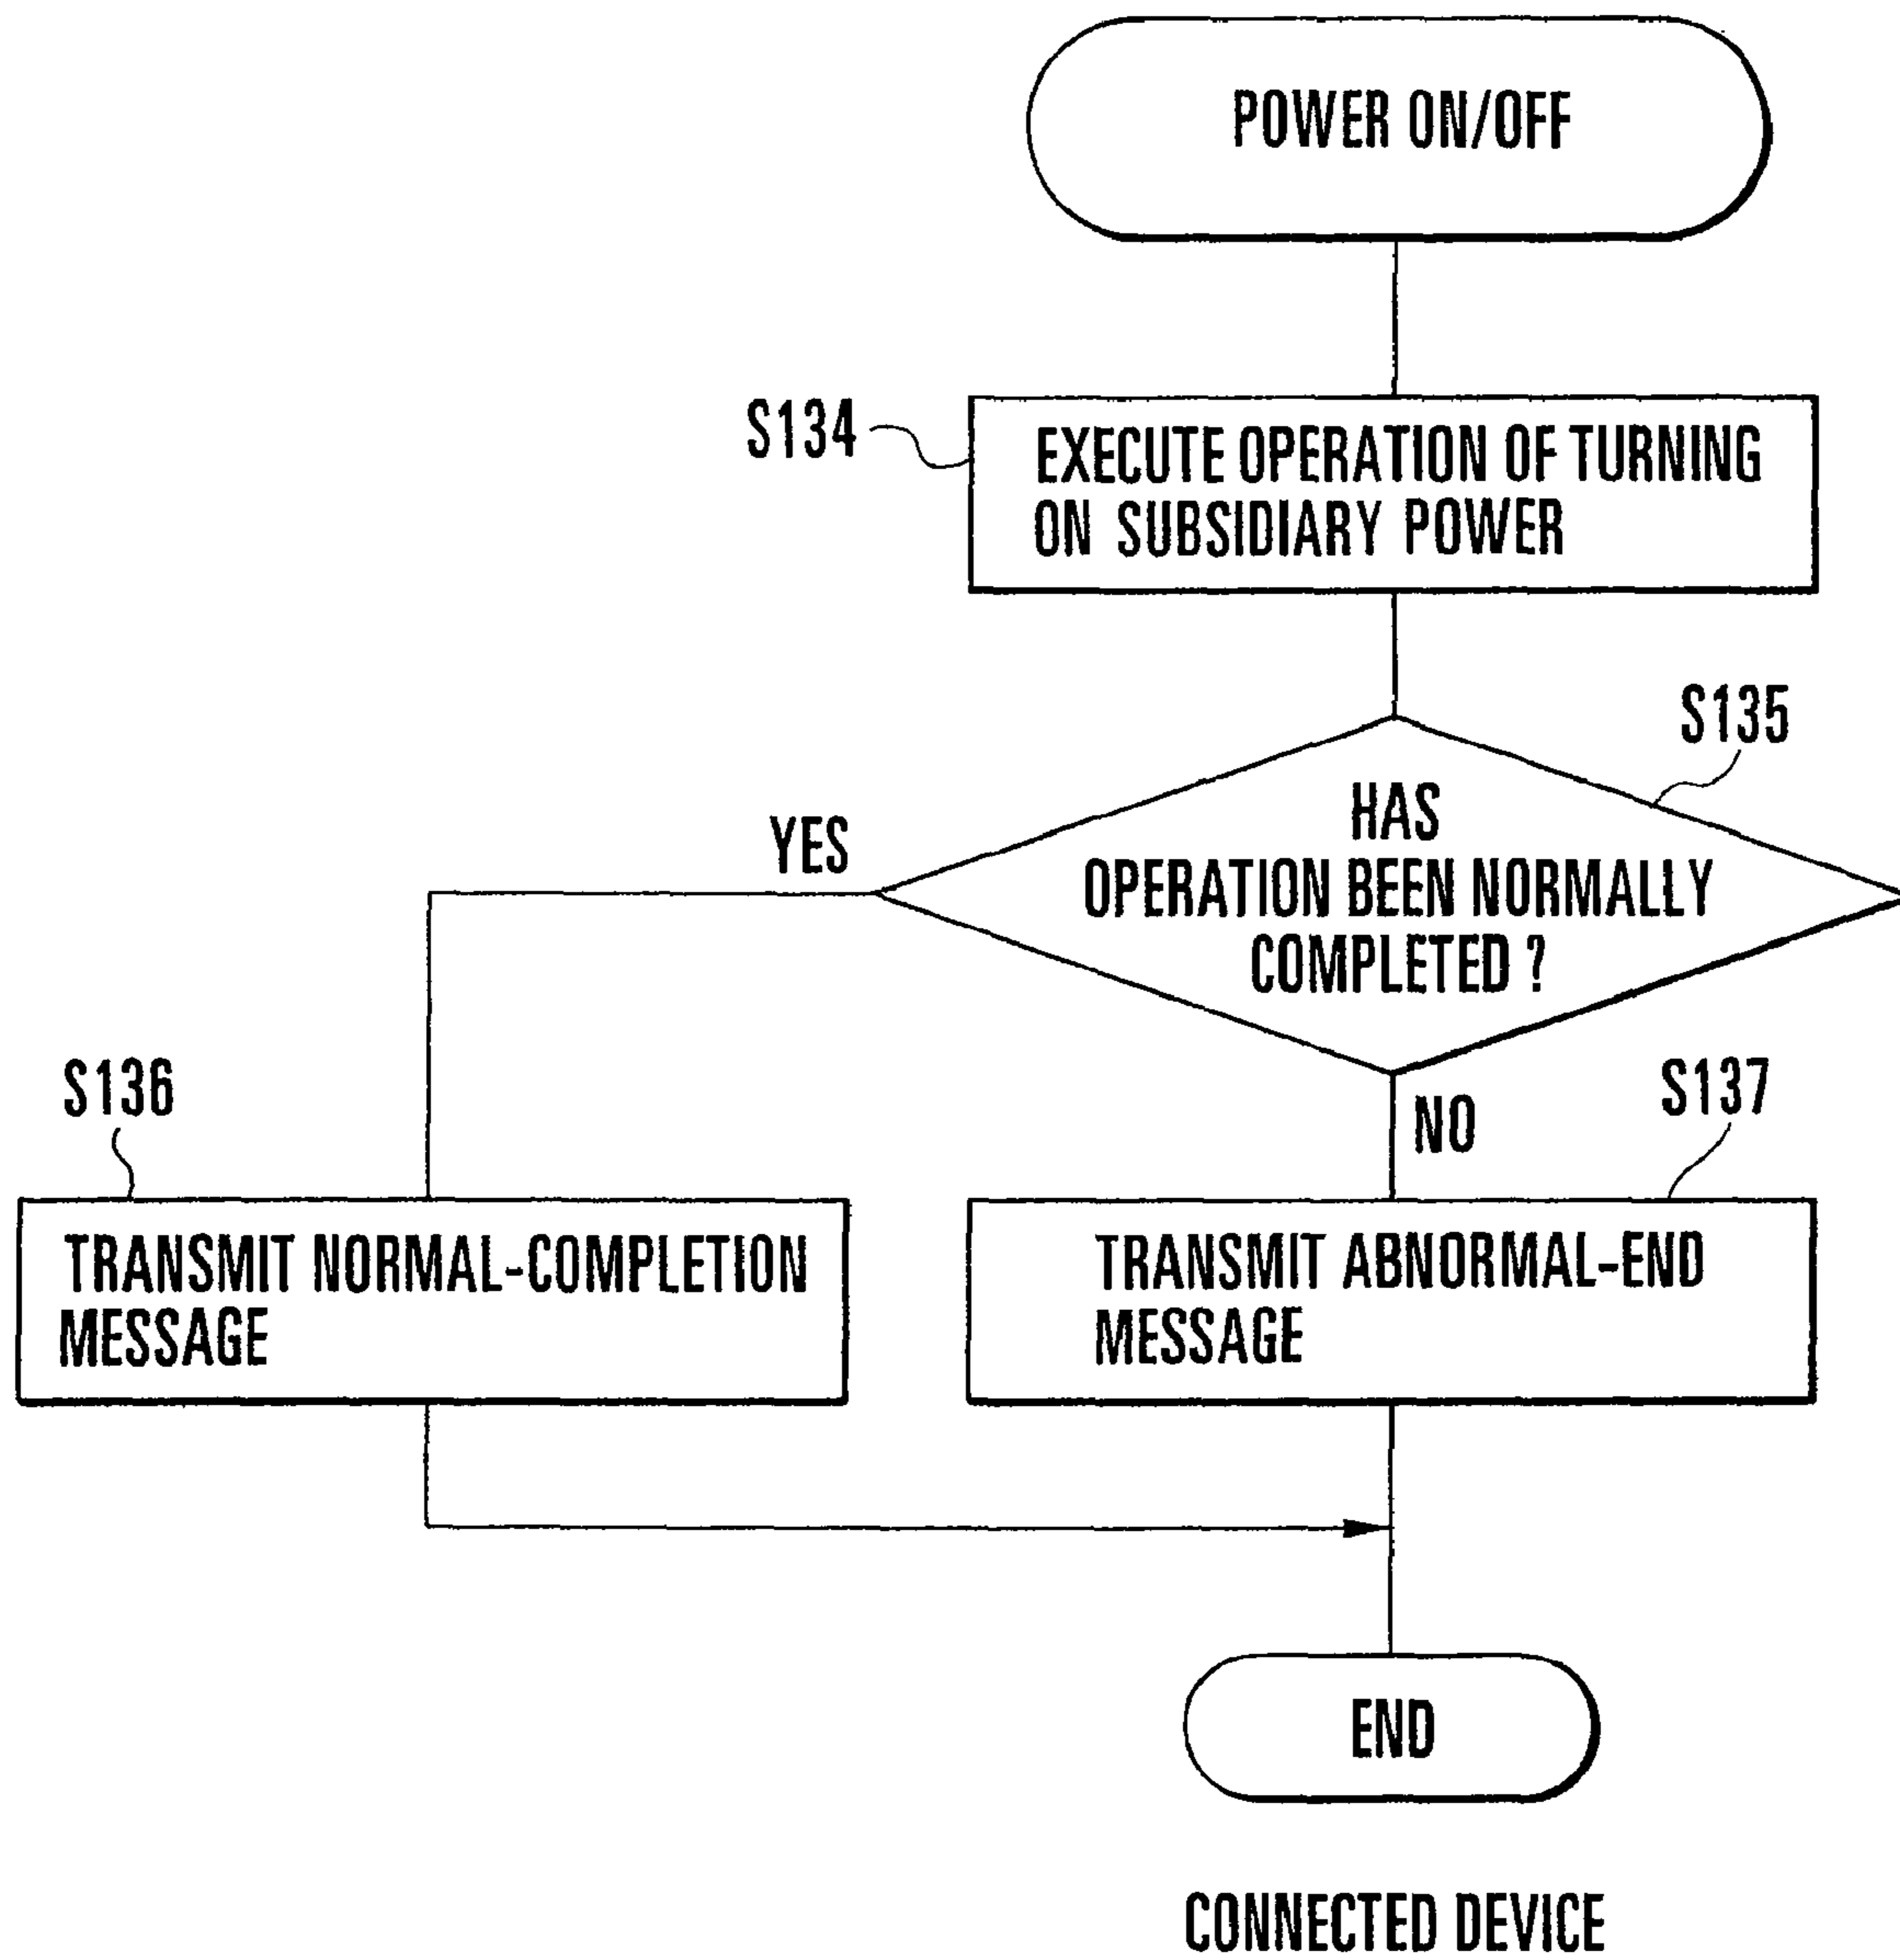 POWER ON/OFF
S134
EXECUTE OPERATION OF TURNING
ON SUBSIDIARY POWER
S135
HAS
OPERATION BEEN NORMALLY
COMPLETED ?
YES
NO
S136
TRANSMIT NORMAL-COMPLETION
MESSAGE
S137
TRANSMIT ABNORMAL-END
MESSAGE
END
CONNECTED DEVICE